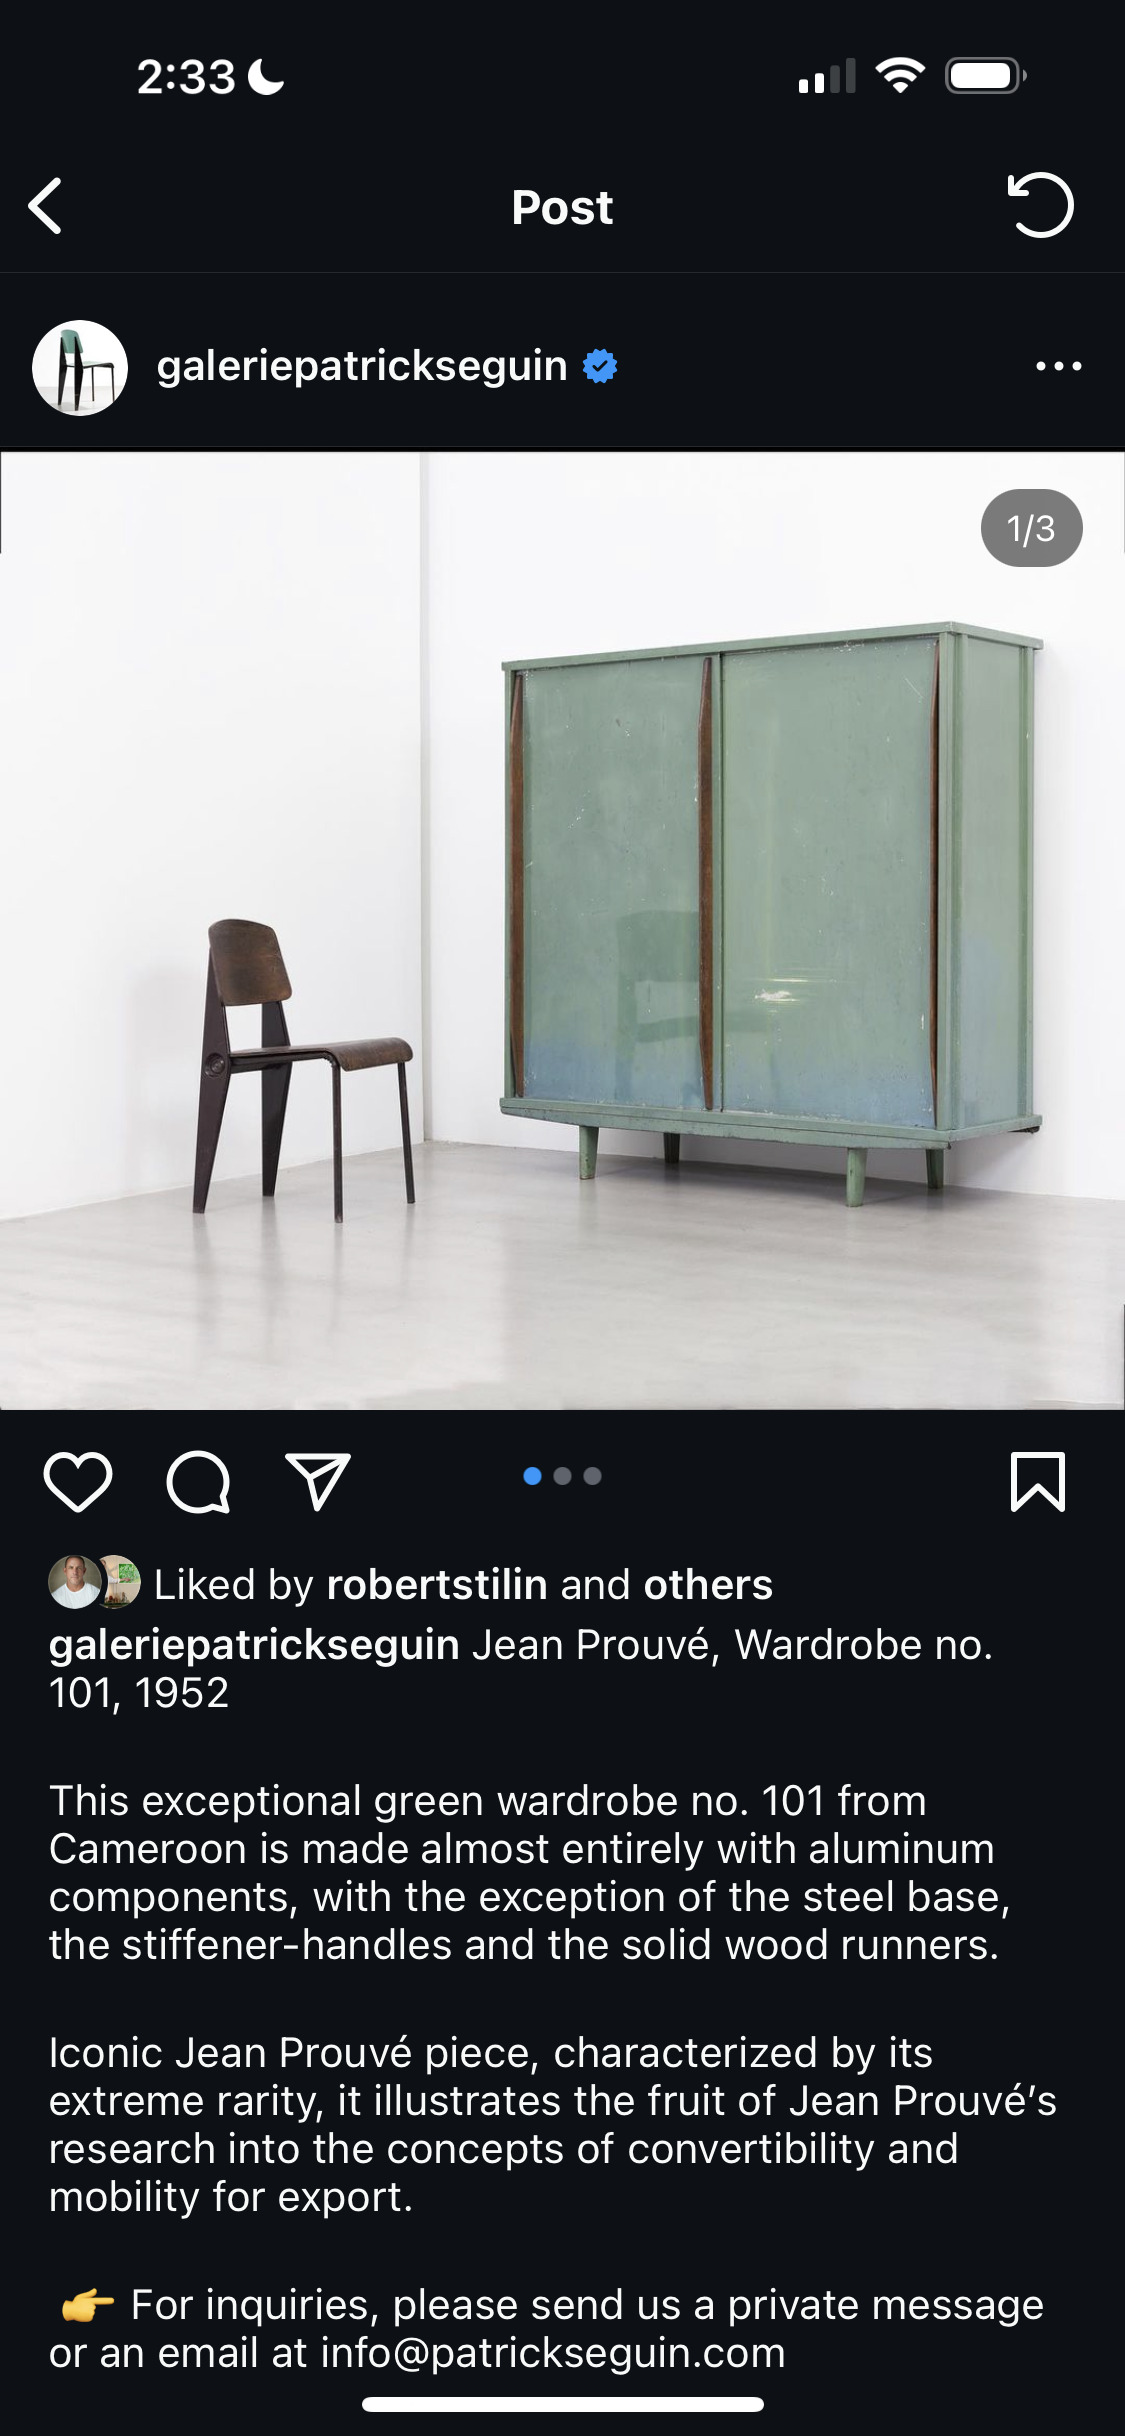 2:33
Post
galeriepatrickseguin
1/3
Liked by robertstilin and others
galeriepatrickseguin Jean Prouvé, Wardrobe no.
101, 1952
This exceptional green wardrobe no. 101 from
Cameroon is made almost entirely with aluminum
components, with the exception of the steel base,
the stiffener-handles and the solid wood runners.
Iconic Jean Prouvé piece, characterized by its
extreme rarity, it illustrates the fruit of Jean Prouvé’s
research into the concepts of convertibility and
mobility for export.
👉 For inquiries, please send us a private message
or an email at info@patrickseguin.com